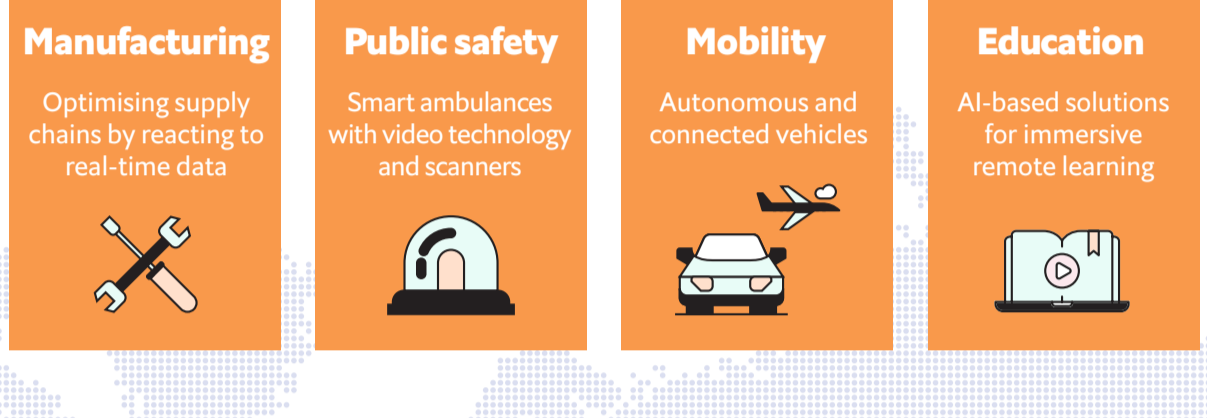 Manufacturing
Optimising supply
chains by reacting to
real-time data
Public safety
Smart ambulances
with video technology
and scanners
Mobility
Autonomous and
connected vehicles
Education
AI-based solutions
for immersive
remote learning